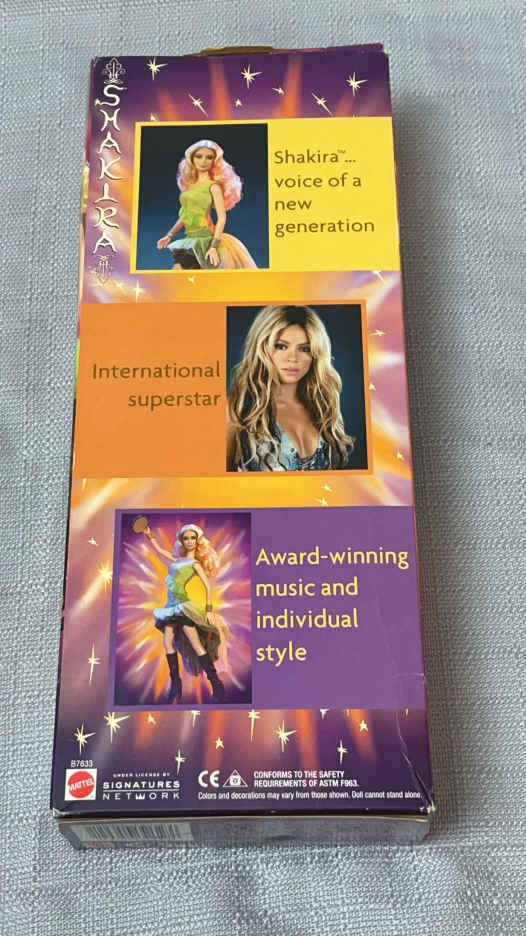 SHAKIRA
Shakira™...
voice of a
new
generation
International
superstar
Award-winning
music and
individual
style
B7633
MATTEL
UNDER LICENSE BY
SIGNATURES
NETWORK
CE
CONFORMS TO THE SAFETY
REQUIREMENTS OF ASTM F963.
Colors and decorations may vary from those shown. Doll cannot stand alone.